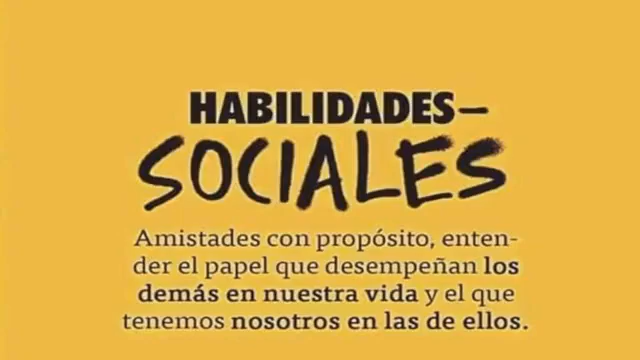 HABILIDADES–
SOCIALES
Amistades con propósito, enten-
der el papel que desempeñan los
demás en nuestra vida y el que
tenemos nosotros en las de ellos.